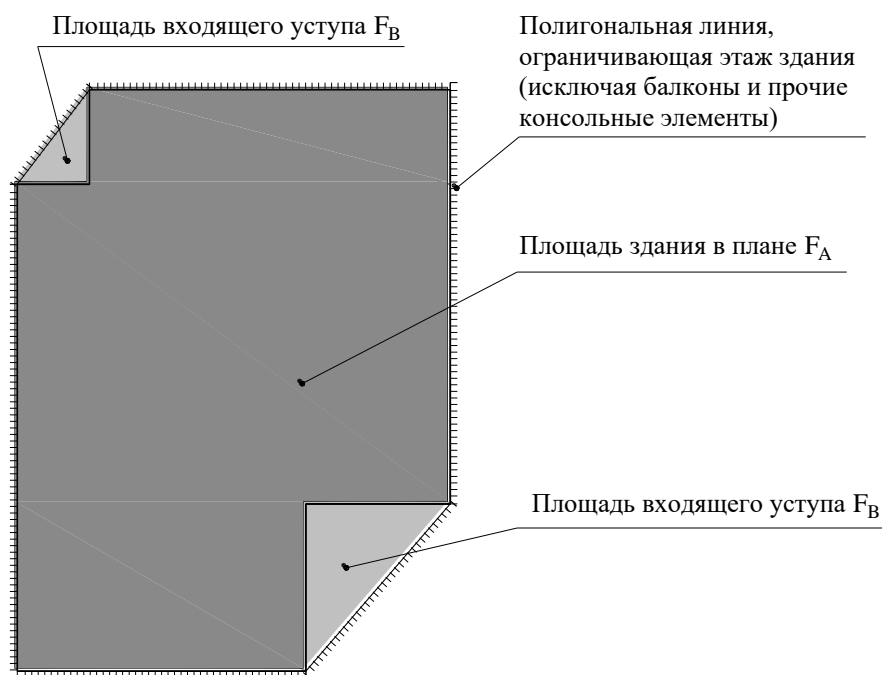 Площадь входящего уступа F_B
Полигональная линия,
ограничивающая этаж здания
(исключая балконы и прочие
консольные элементы)
Площадь здания в плане F_A
Площадь входящего уступа F_B